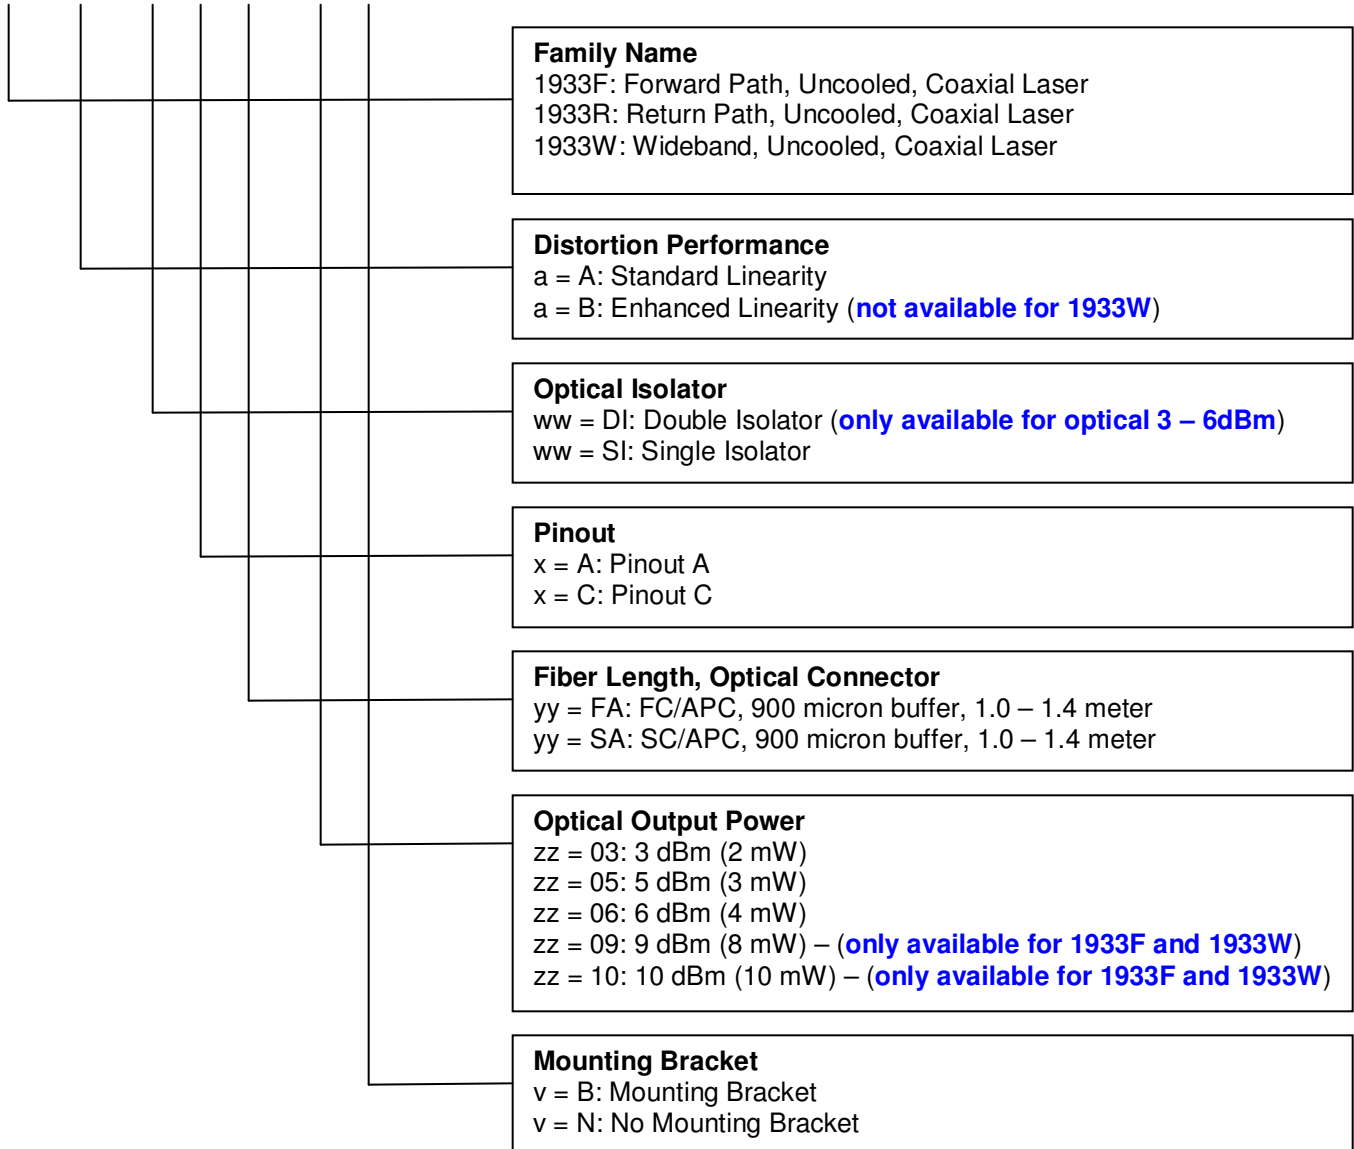 Family Name
1933F: Forward Path, Uncooled, Coaxial Laser
1933R: Return Path, Uncooled, Coaxial Laser
1933W: Wideband, Uncooled, Coaxial Laser
Distortion Performance
a = A: Standard Linearity
a = B: Enhanced Linearity (not available for 1933W)
Optical Isolator
ww = DI: Double Isolator (only available for optical 3 – 6dBm)
ww = SI: Single Isolator
Pinout
x = A: Pinout A
x = C: Pinout C
Fiber Length, Optical Connector
yy = FA: FC/APC, 900 micron buffer, 1.0 – 1.4 meter
yy = SA: SC/APC, 900 micron buffer, 1.0 – 1.4 meter
Optical Output Power
zz = 03: 3 dBm (2 mW)
zz = 05: 5 dBm (3 mW)
zz = 06: 6 dBm (4 mW)
zz = 09: 9 dBm (8 mW) – (only available for 1933F and 1933W)
zz = 10: 10 dBm (10 mW) – (only available for 1933F and 1933W)
Mounting Bracket
v = B: Mounting Bracket
v = N: No Mounting Bracket